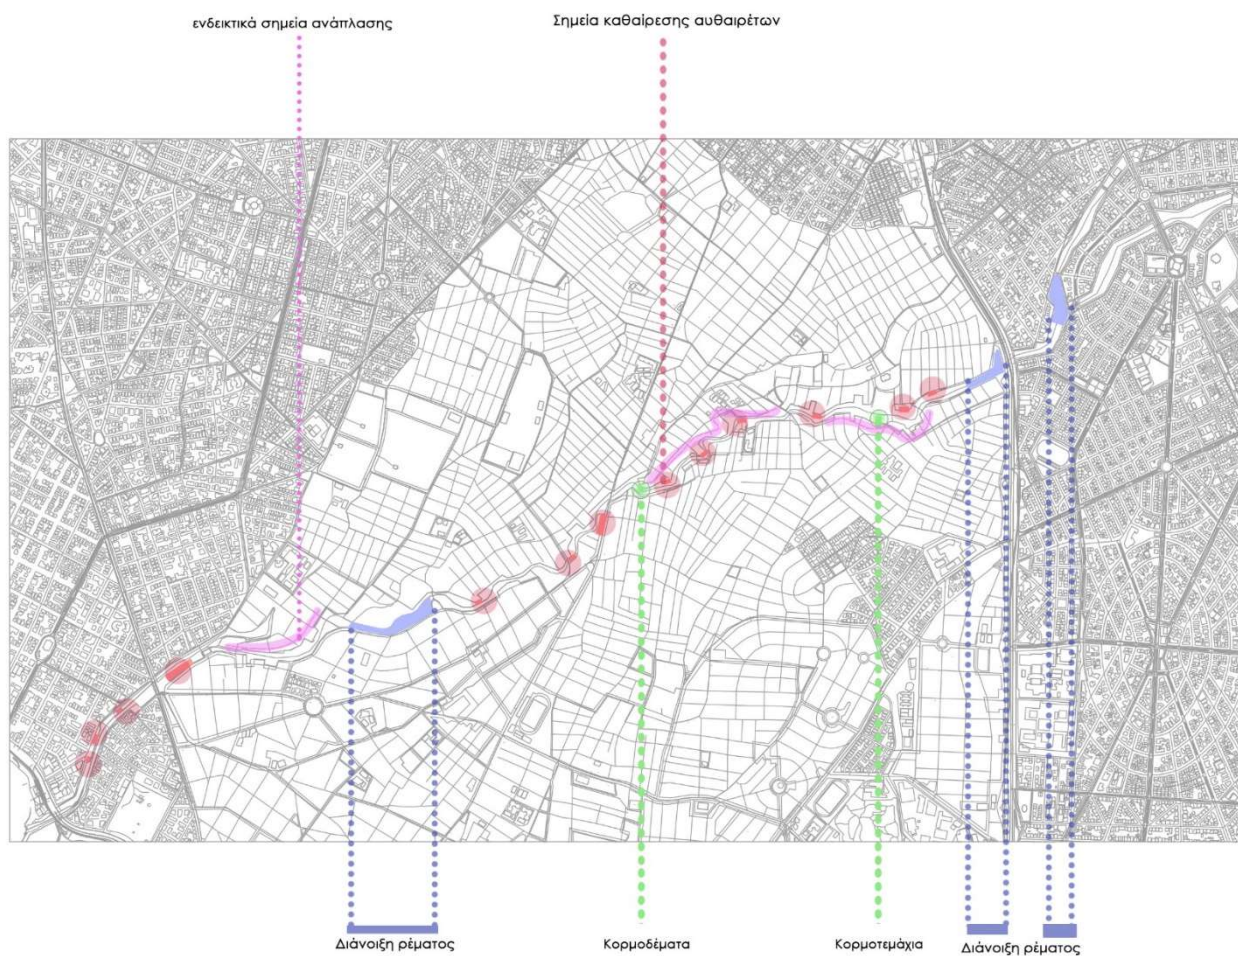 ενδεικτικά σημεία ανάπλασης
Σημεία καθαίρεσης αυθαιρέτων
Διάνοιξη ρέματος
Κορμοδέματα
Κορμοτεμάχια
Διάνοιξη ρέματος